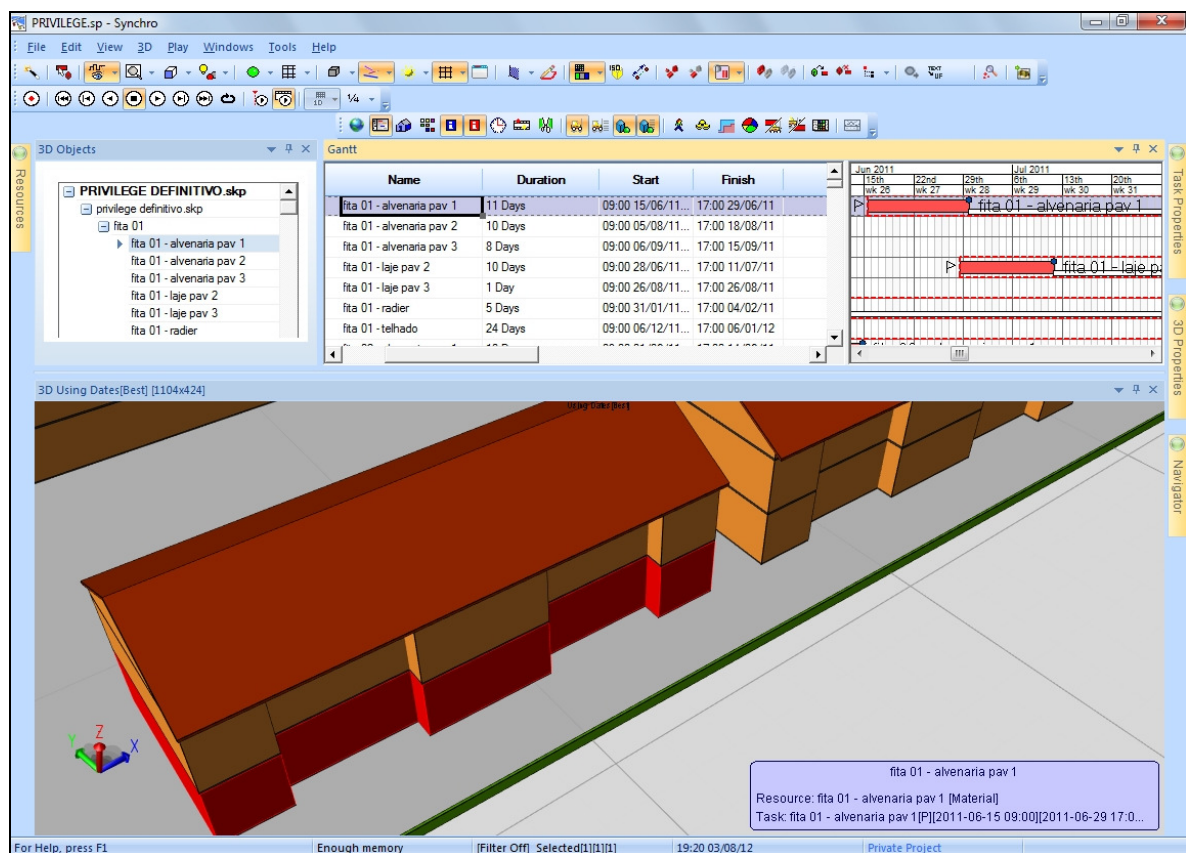 PRIVILEGE.sp - Synchro
File Edit View 3D Play Windows Tools Help
ISO
TEXT UF
1D
1/4
3D Objects
PRIVILEGE DEFINITIVO.skp
privilege definitivo.skp
fita 01
fita 01 - alvenaria pav 1
fita 01 - alvenaria pav 2
fita 01 - alvenaria pav 3
fita 01 - laje pav 2
fita 01 - laje pav 3
fita 01 - radier
Resources
Gantt
Name Duration Start Finish
fita 01 - alvenaria pav 1 11 Days 09:00 15/06/11... 17:00 29/06/11
fita 01 - alvenaria pav 2 10 Days 09:00 05/08/11... 17:00 18/08/11
fita 01 - alvenaria pav 3 8 Days 09:00 06/09/11... 17:00 15/09/11
fita 01 - laje pav 2 10 Days 09:00 28/06/11... 17:00 11/07/11
fita 01 - laje pav 3 1 Day 09:00 26/08/11... 17:00 26/08/11
fita 01 - radier 5 Days 09:00 31/01/11... 17:00 04/02/11
fita 01 - telhado 24 Days 09:00 06/12/11... 17:00 06/01/12
Jun 2011 Jul 2011
15th 22nd 29th 6th 13th 20th
wk 26 wk 27 wk 28 wk 29 wk 30 wk 31
fita 01 - alvenaria pav 1
fita 01 - laje pa
Task Properties
3D Properties
Navigator
3D Using Dates[Best] [1104x424]
Using Dates [Best]
Z
Y
X
fita 01 - alvenaria pav 1
Resource: fita 01 - alvenaria pav 1 [Material]
Task: fita 01 - alvenaria pav 1[P][2011-06-15 09:00][2011-06-29 17:0...
For Help, press F1 Enough memory [Filter Off] Selected[1][1][1] 19:20 03/08/12 Private Project